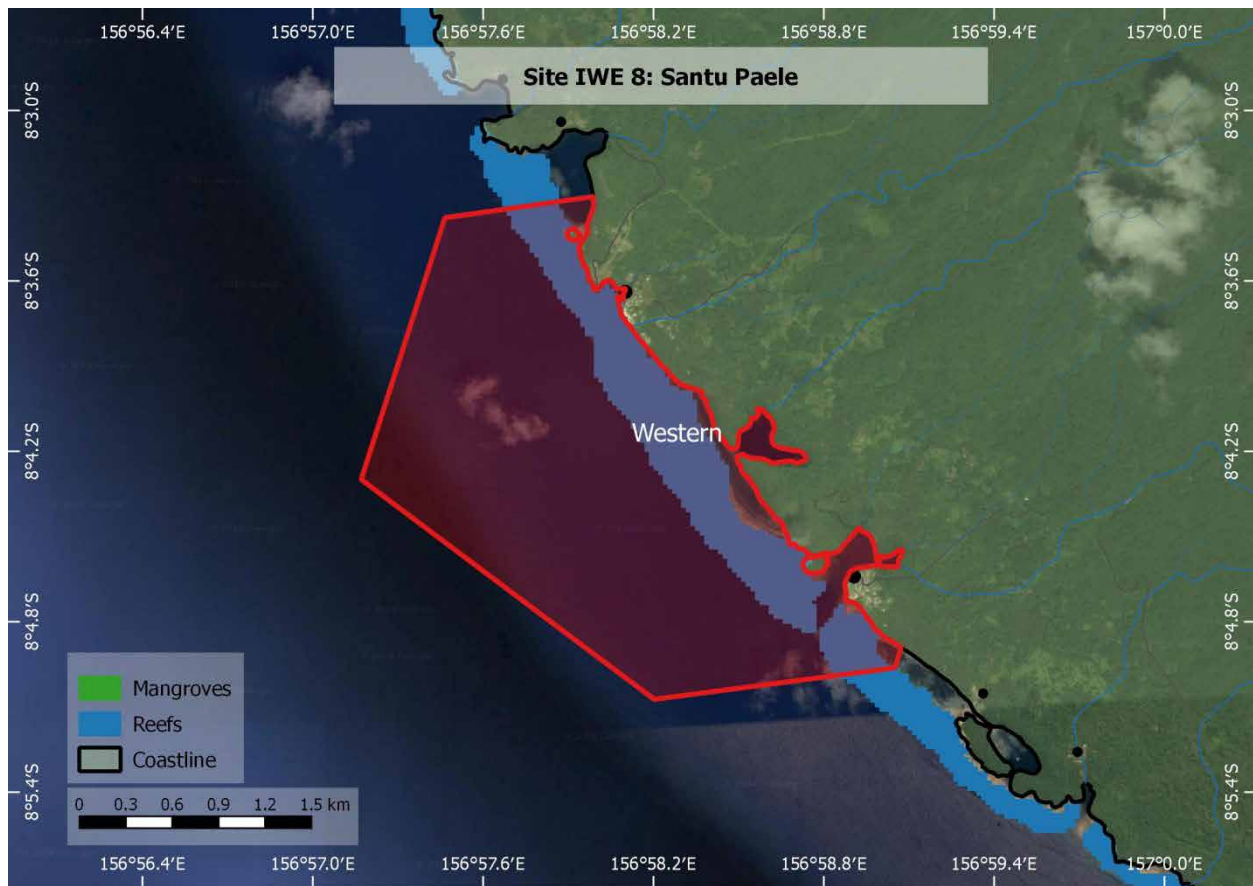 156°56.4'E 156°57.0'E 156°57.6'E 156°58.2'E 156°58.8'E 156°59.4'E 157°0.0'E
Site IWE 8: Santu Paele
8°3.0'S 8°3.0'S
8°3.6'S 8°3.6'S
Western
8°4.2'S 8°4.2'S
8°4.8'S 8°4.8'S
Mangroves
Reefs
Coastline
8°5.4'S 8°5.4'S
0 0.3 0.6 0.9 1.2 1.5 km
156°56.4'E 156°57.0'E 156°57.6'E 156°58.2'E 156°58.8'E 156°59.4'E 157°0.0'E